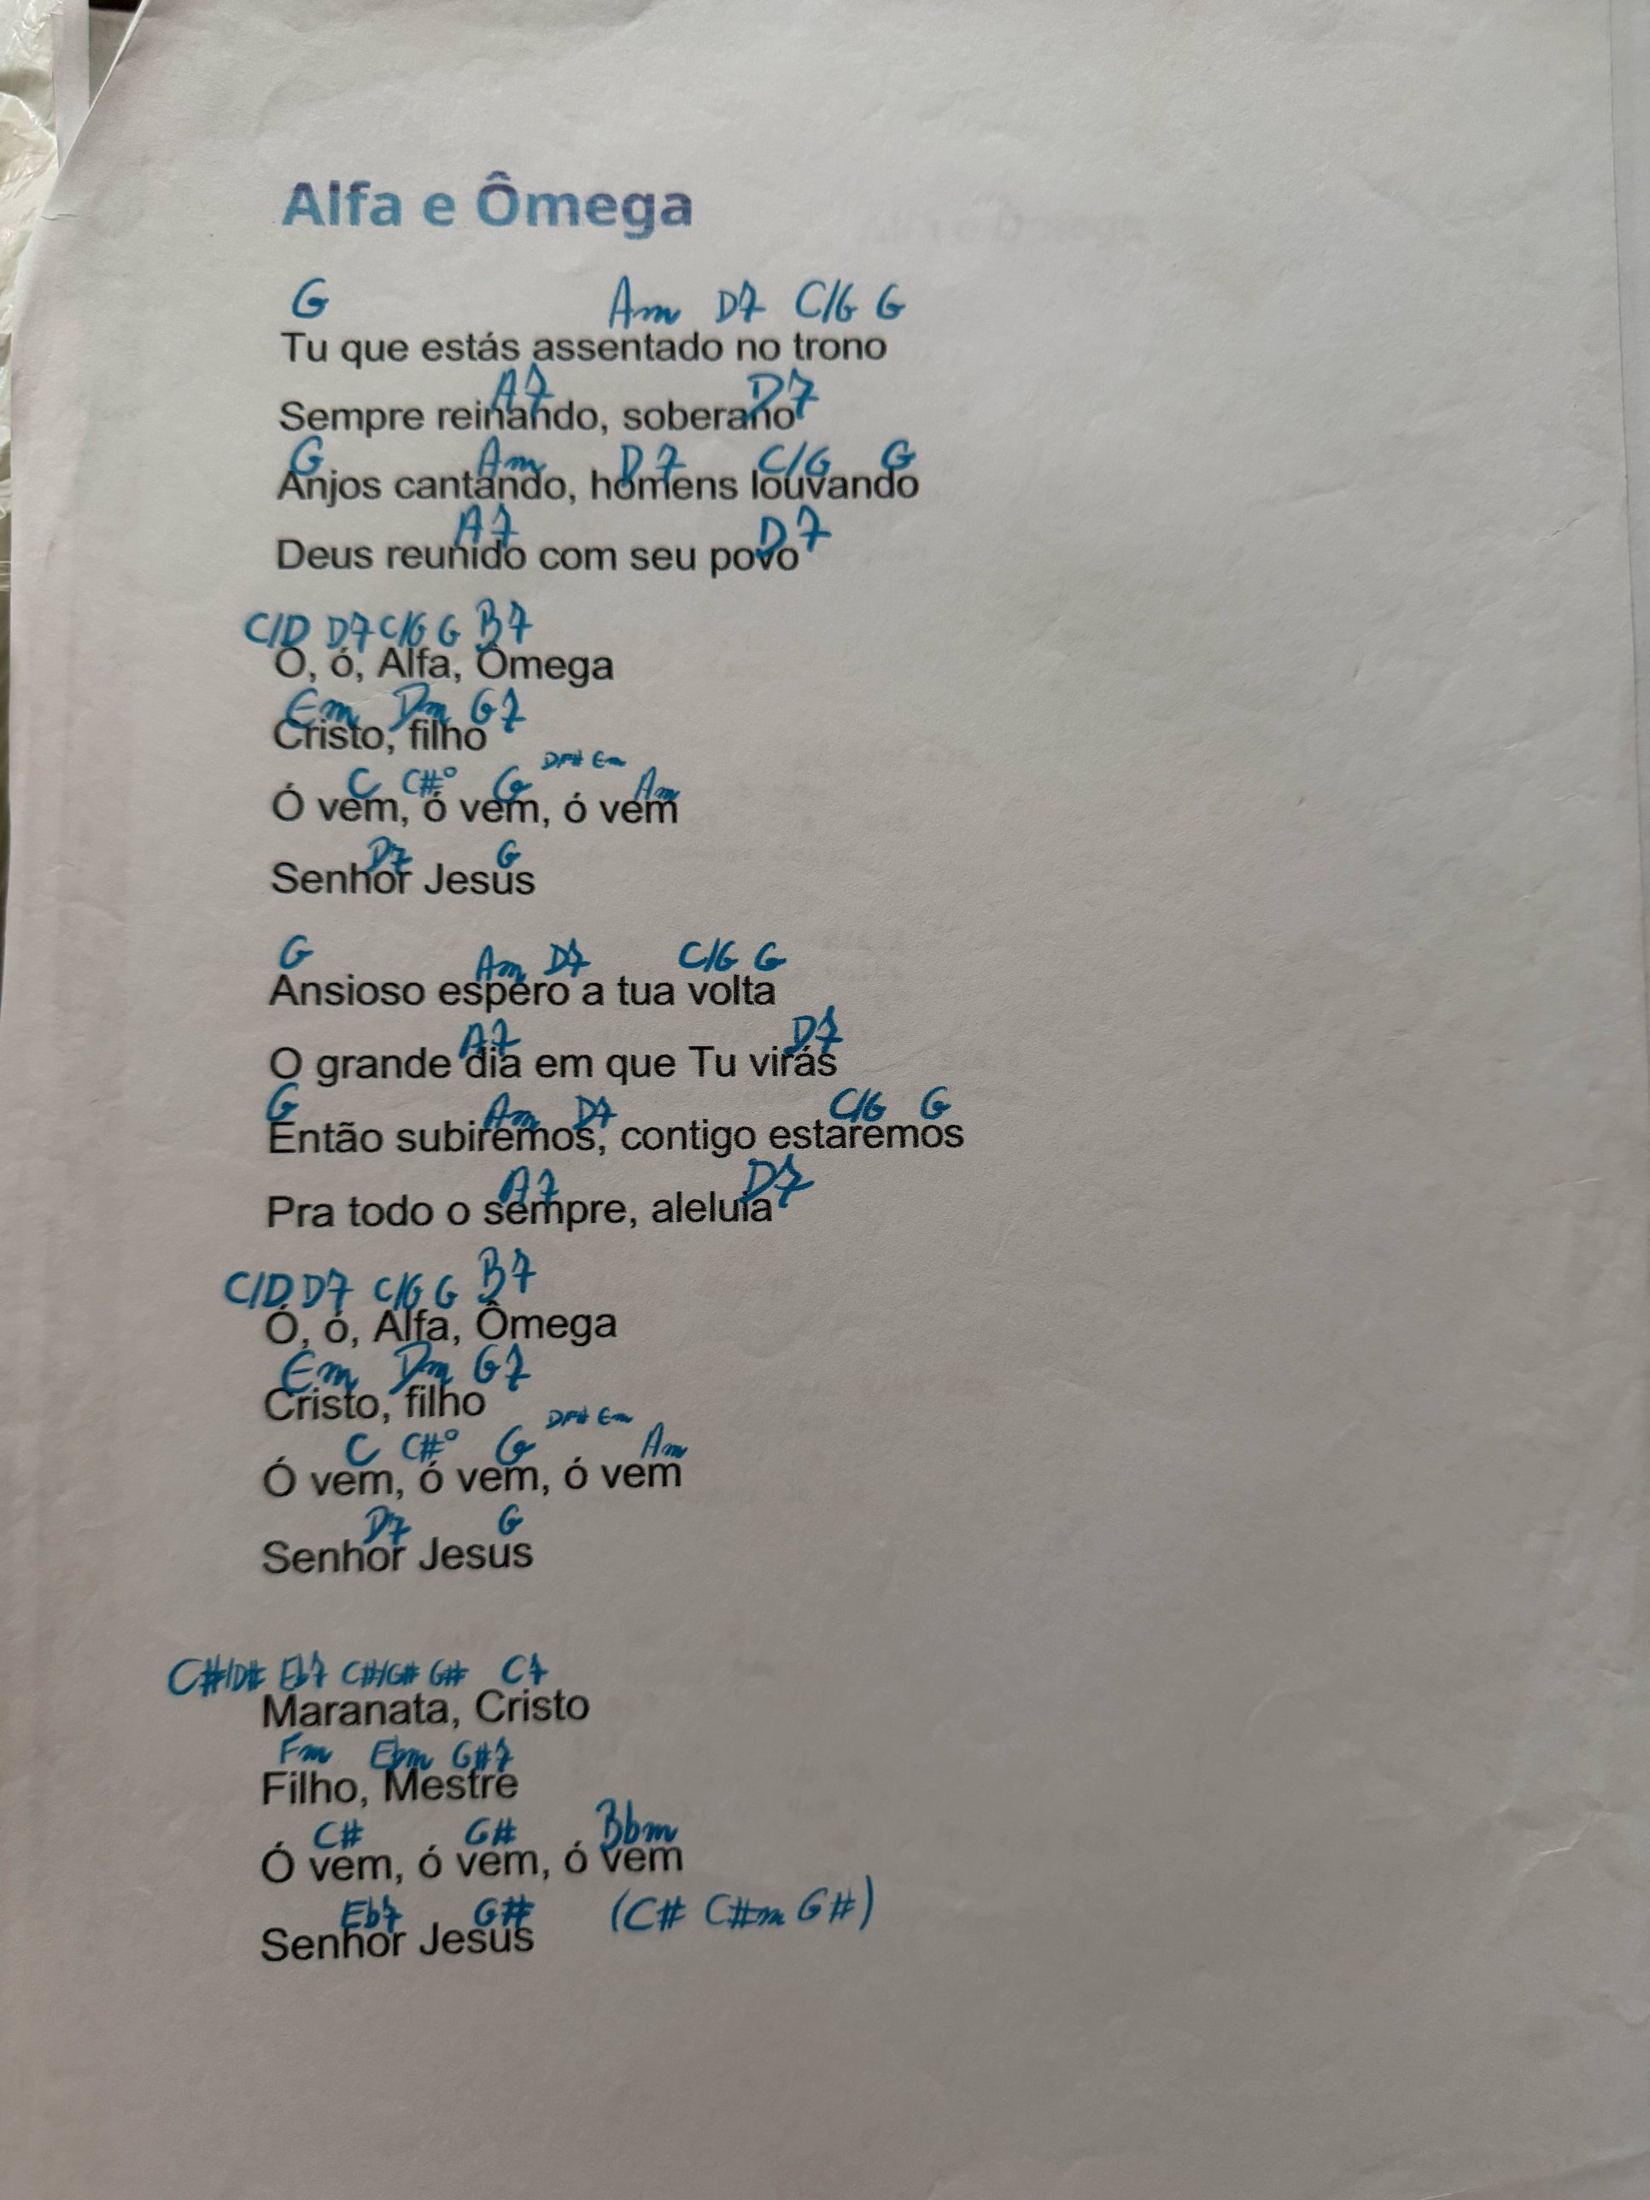 Alfa e Ômega
G Am D7 C/G G
Tu que estás assentado no trono
A7 D7
Sempre reinando, soberano
G Am D7 C/G G
Anjos cantando, homens louvando
A7 D7
Deus reunido com seu povo
C/D D7 C/G G B7
Ó, ó, Alfa, Ômega
Em Dm G7
Cristo, filho
C C#° G DF# Em Am
Ó vem, ó vem, ó vem
D7 G
Senhor Jesus
G Am D7 C/G G
Ansioso espero a tua volta
A7 D7
O grande dia em que Tu virás
G Am D7 C/G G
Então subiremos, contigo estaremos
A7 D7
Pra todo o sempre, aleluia
C/D D7 C/G G B7
Ó, ó, Alfa, Ômega
Em Dm G7
Cristo, filho
C C#° G DF# Em Am
Ó vem, ó vem, ó vem
D7 G
Senhor Jesus
C#/D# Eb7 C#/G# G# C7
Maranata, Cristo
Fm Ebm G#7
Filho, Mestre
C# G# Bbm
Ó vem, ó vem, ó vem
Eb7 G# (C# C#m G#)
Senhor Jesus